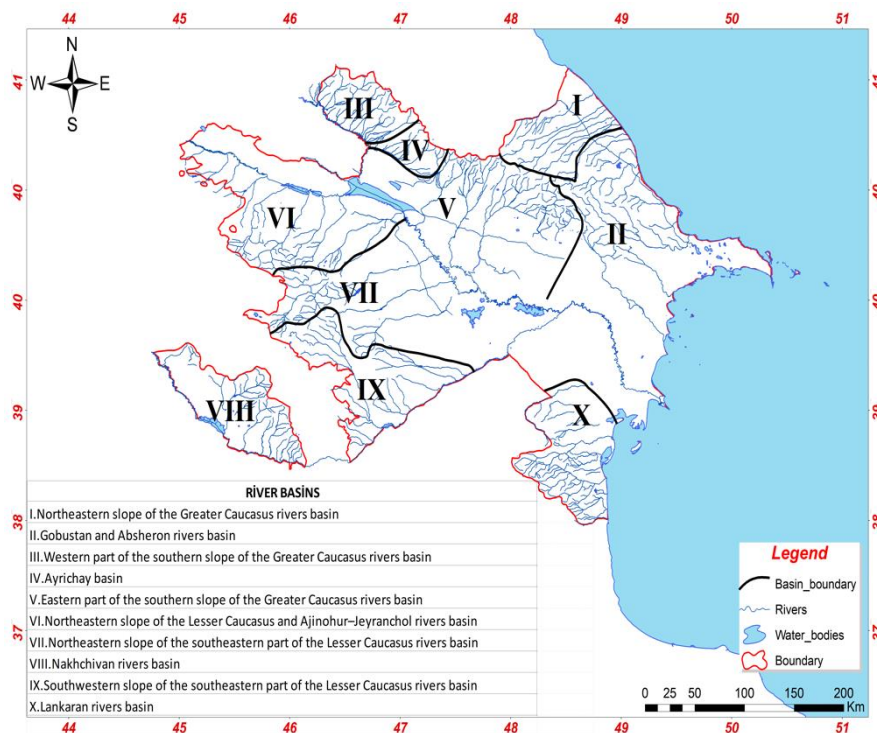 44 45 46 47 48 49 50 51
N
W E
S
41 41
I
III
IV
40 40
V
VI
II
40 40
VII
IX
39 39
VIII
X
RİVER BASINS
I.Northeastern slope of the Greater Caucasus rivers basin
II.Gobustan and Absheron rivers basin
III.Western part of the southern slope of the Greater Caucasus rivers basin
IV.Ayrichay basin
V.Eastern part of the southern slope of the Greater Caucasus rivers basin
VI.Northeastern slope of the Lesser Caucasus and Ajinohur–Jeyranchol rivers basin
VII.Northeastern slope of the southeastern part of the Lesser Caucasus rivers basin
VIII.Nakhchivan rivers basin
IX.Southwestern slope of the southeastern part of the Lesser Caucasus rivers basin
X.Lankaran rivers basin
38 38
37 37
Legend
Basin_boundary
Rivers
Water_bodies
Boundary
0 25 50 100 150 200
Km
44 45 46 47 48 49 50 51